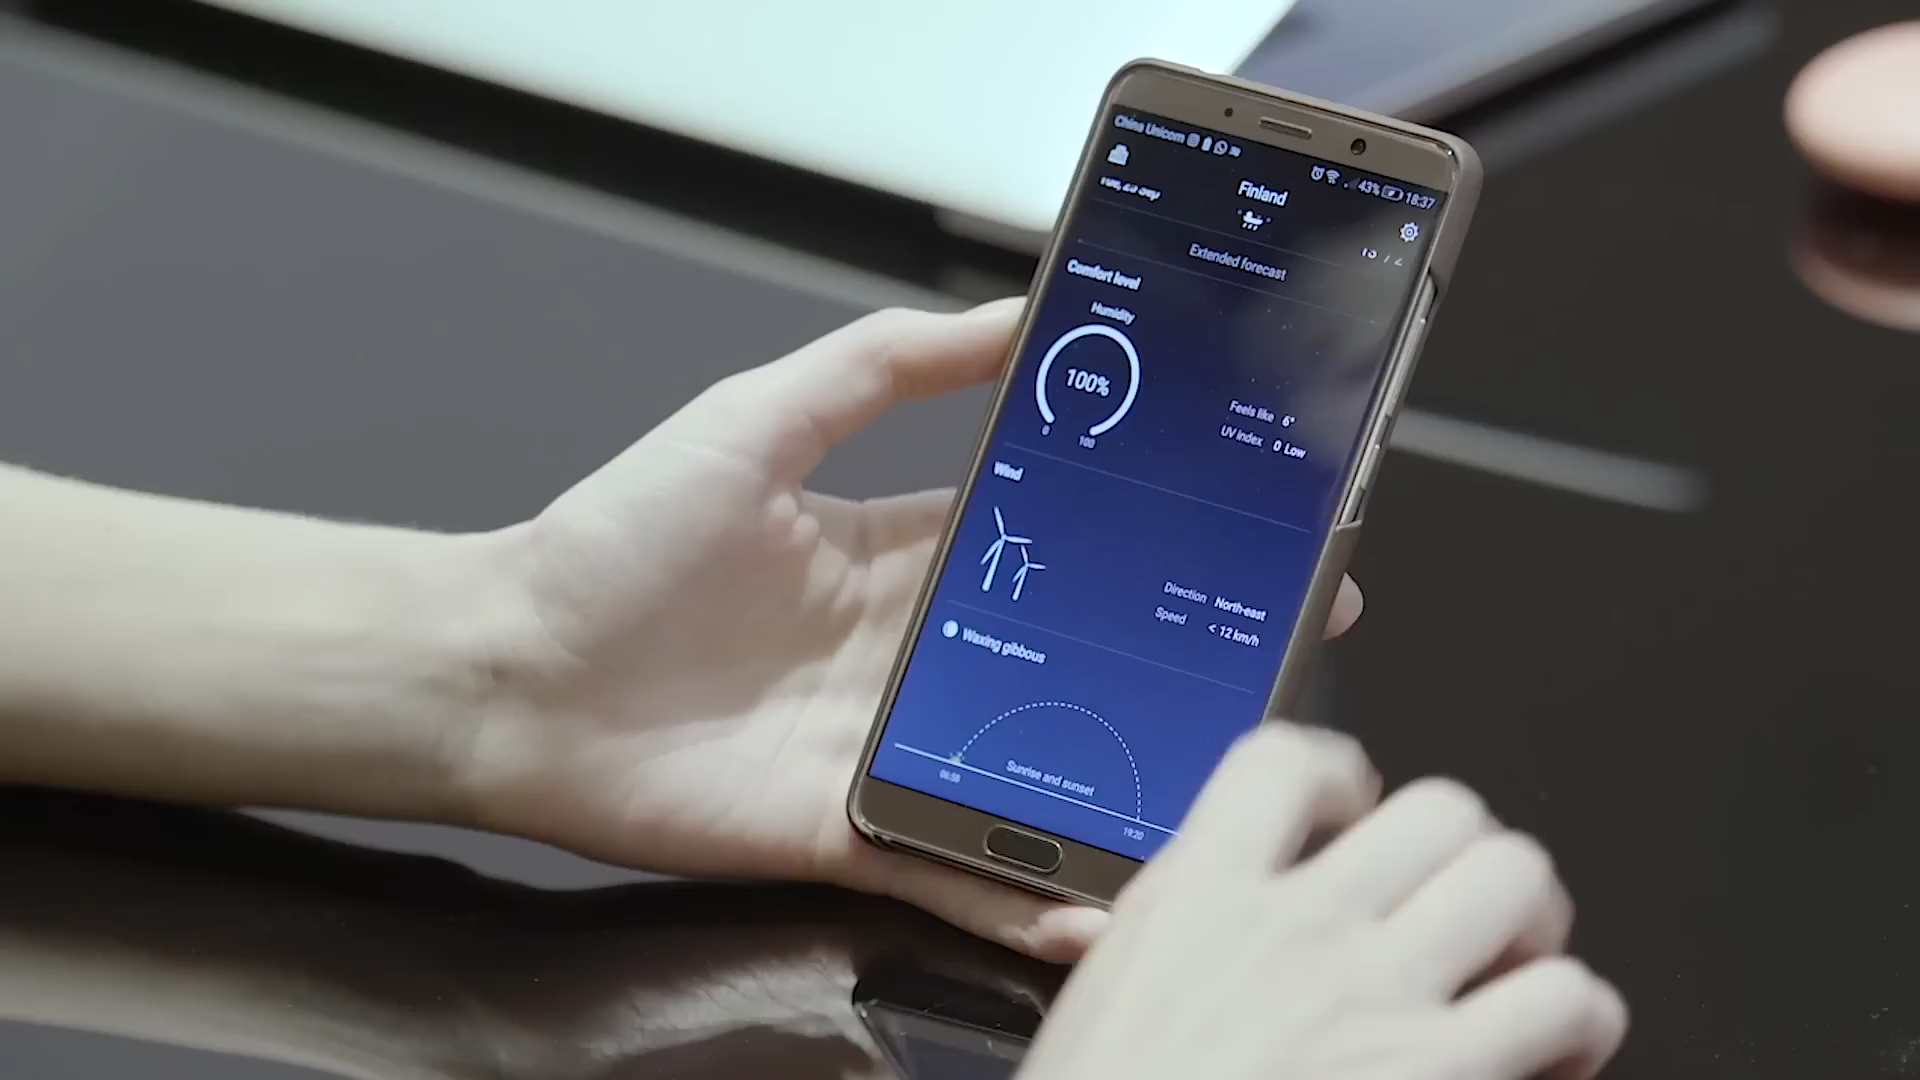 China Unicom 43% 18:37
Finland
Extended forecast
Comfort level
Humidity
100%
0 100
Feels like 6°
UV index 0 Low
Wind
Direction North-east
Speed < 12 km/h
Waxing gibbous
Sunrise and sunset
06:58
19:20